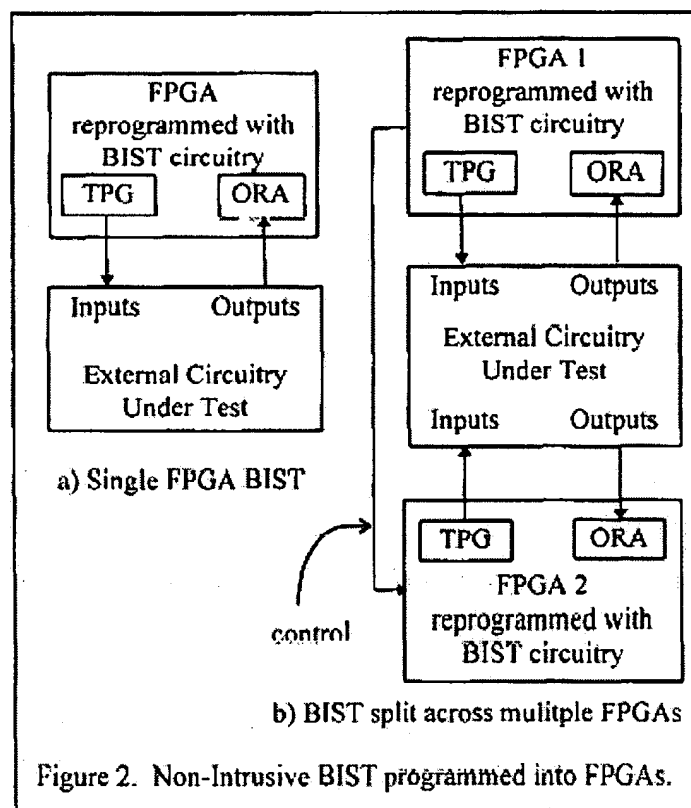 FPGA
reprogrammed with
BIST circuitry
TPG
ORA
Inputs
Outputs
External Circuitry
Under Test
a) Single FPGA BIST
FPGA 1
reprogrammed with
BIST circuitry
TPG
ORA
Inputs
Outputs
External Circuitry
Under Test
Inputs
Outputs
TPG
ORA
FPGA 2
reprogrammed with
BIST circuitry
control
b) BIST split across mulitple FPGAs
Figure 2. Non-Intrusive BIST programmed into FPGAs.